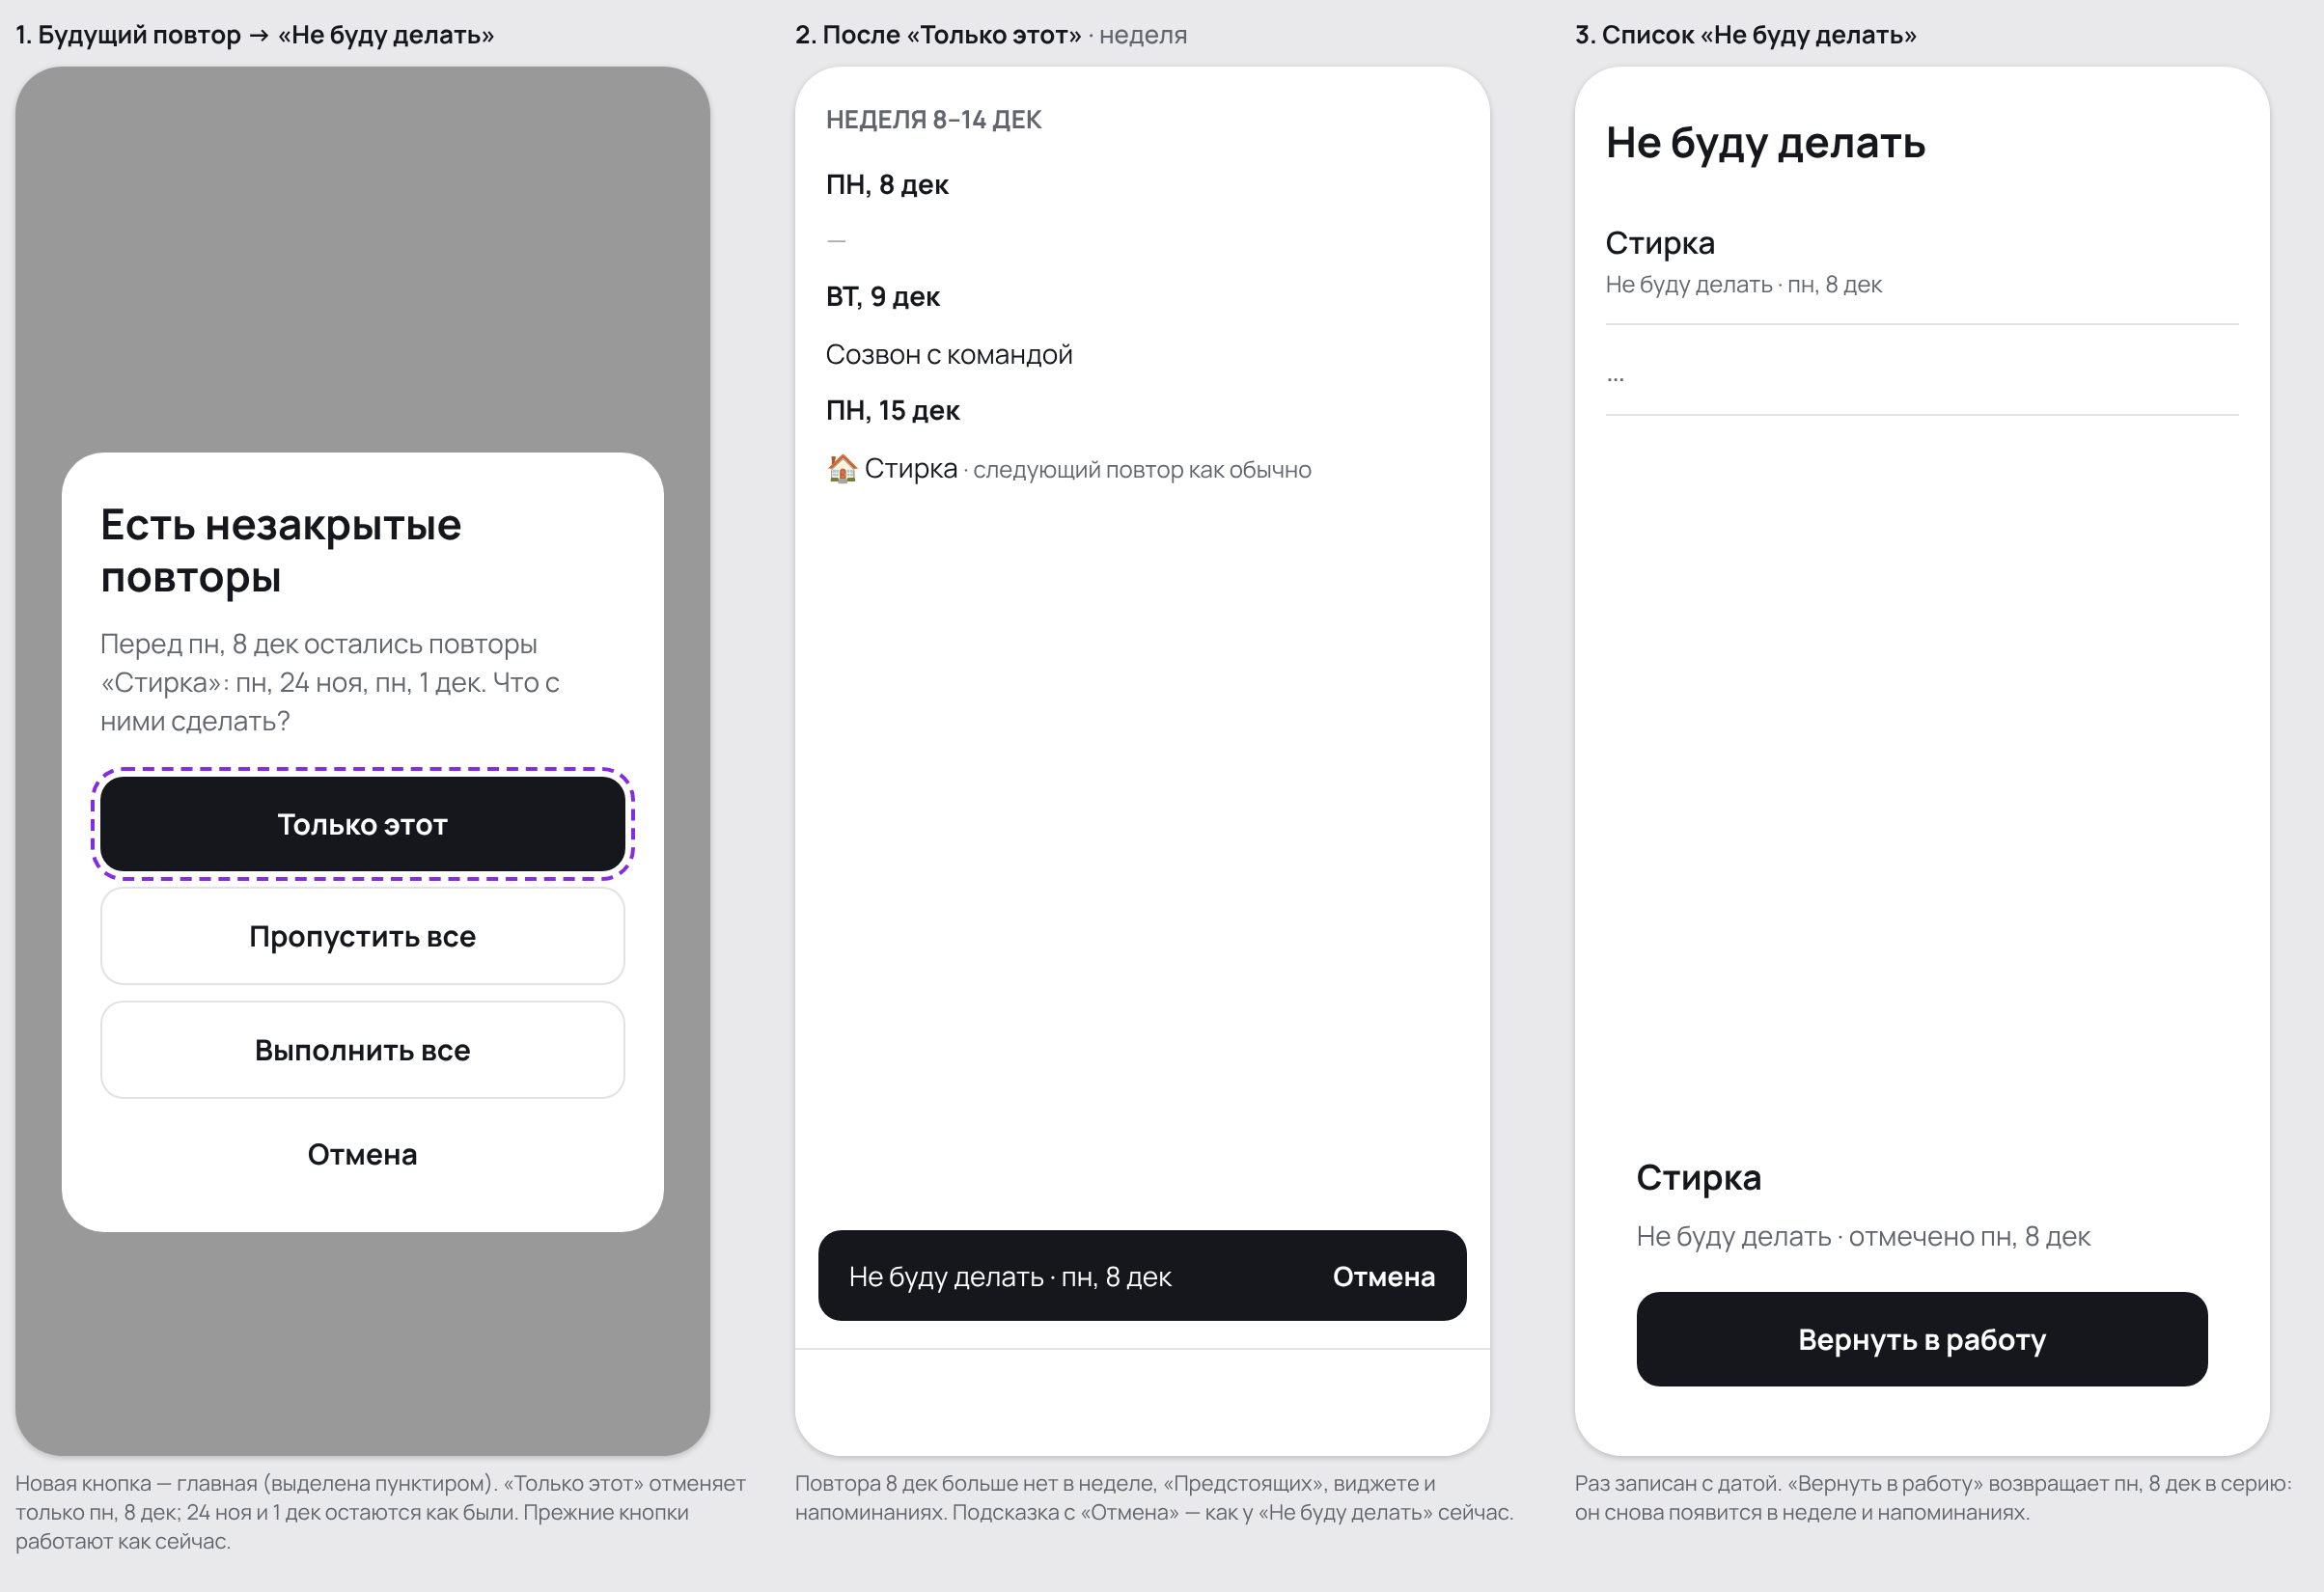 1. Будущий повтор → «Не буду делать»
Есть незакрытые
повторы
Перед пн, 8 дек остались повторы
«Стирка»: пн, 24 ноя, пн, 1 дек. Что с
ними сделать?
Только этот
Пропустить все
Выполнить все
Отмена
Новая кнопка — главная (выделена пунктиром). «Только этот» отменяет
только пн, 8 дек; 24 ноя и 1 дек остаются как были. Прежние кнопки
работают как сейчас.
2. После «Только этот» · неделя
НЕДЕЛЯ 8–14 ДЕК
ПН, 8 дек
—
ВТ, 9 дек
Созвон с командой
ПН, 15 дек
🏠 Стирка · следующий повтор как обычно
Не буду делать · пн, 8 дек Отмена
Повтора 8 дек больше нет в неделе, «Предстоящих», виджете и
напоминаниях. Подсказка с «Отмена» — как у «Не буду делать» сейчас.
3. Список «Не буду делать»
Не буду делать
Стирка
Не буду делать · пн, 8 дек
...
Стирка
Не буду делать · отмечено пн, 8 дек
Вернуть в работу
Раз записан с датой. «Вернуть в работу» возвращает пн, 8 дек в серию:
он снова появится в неделе и напоминаниях.